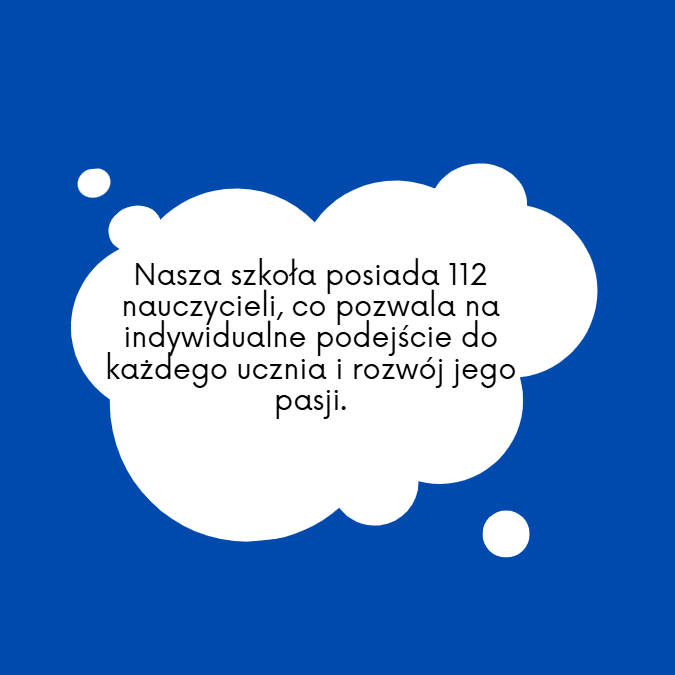 Nasza szkoła posiada 112
nauczycieli, co pozwala na
indywidualne podejście do
każdego ucznia i rozwój jego
pasji.